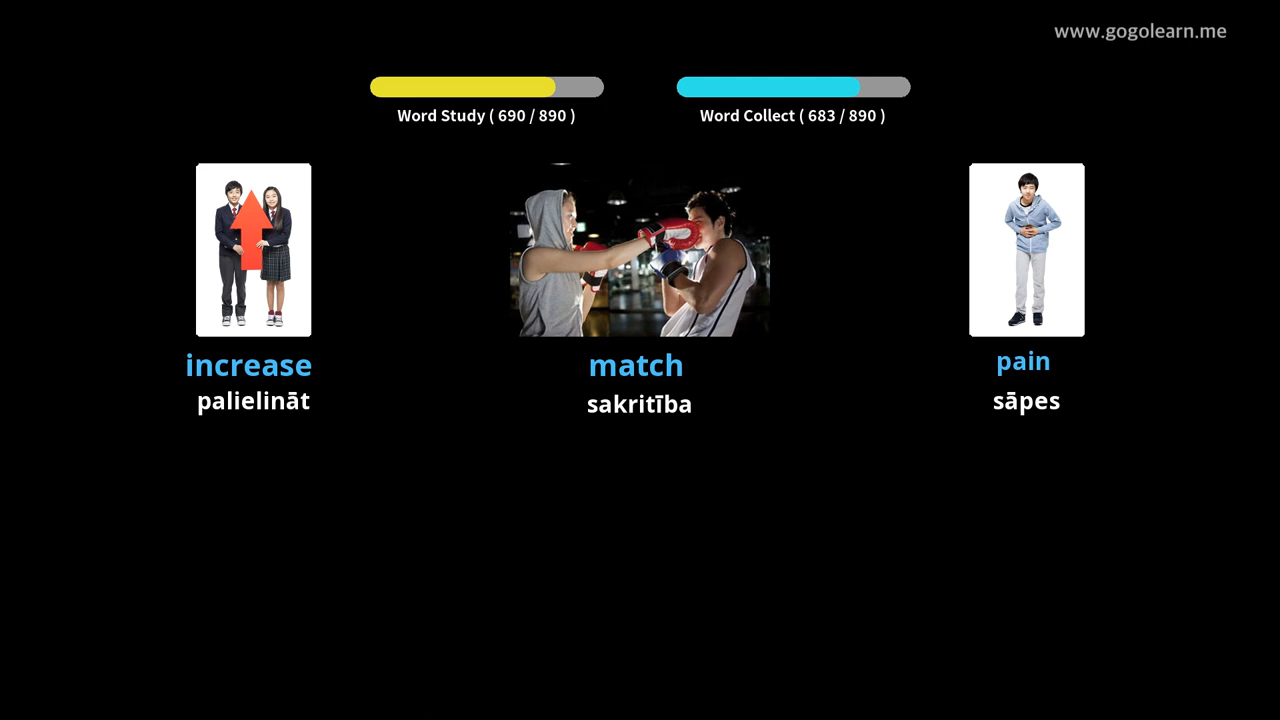 www.gogolearn.me
Word Study ( 690 / 890 )
Word Collect ( 683 / 890 )
increase
palielināt
match
sakritība
pain
sāpes